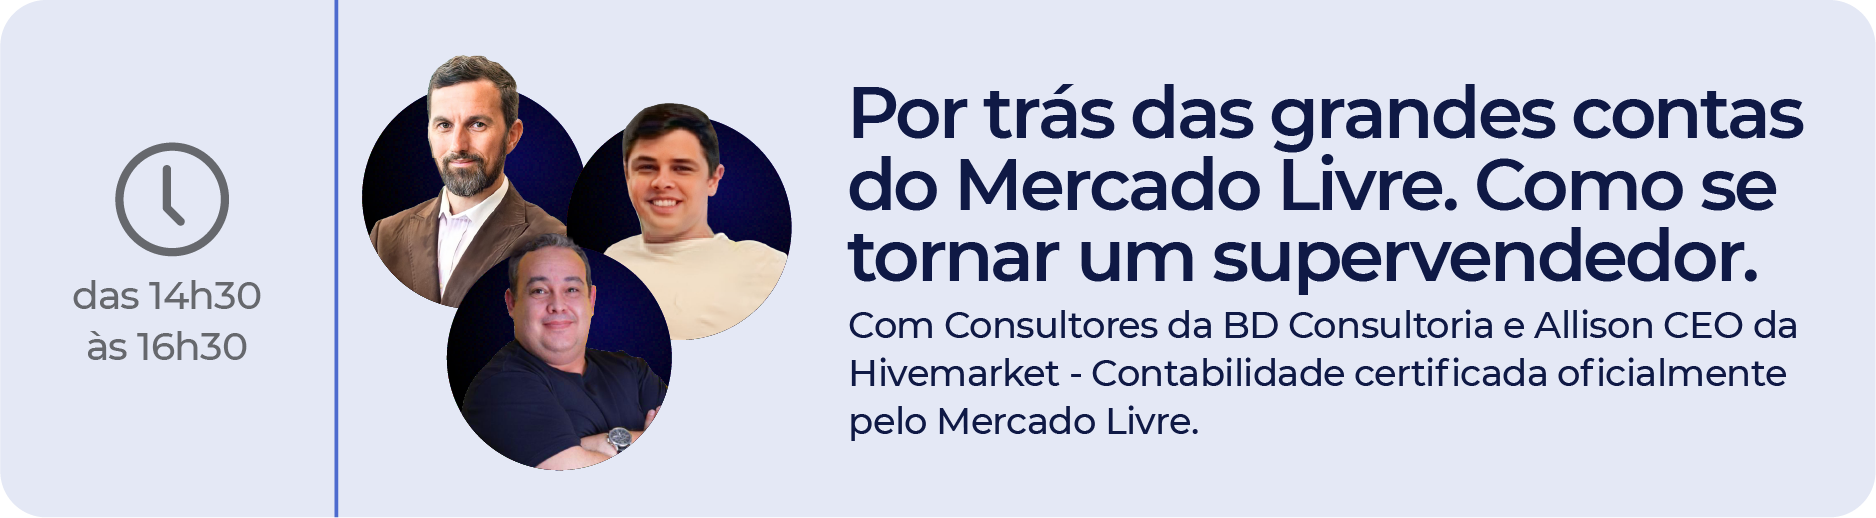 das 14h30
às 16h30
Por trás das grandes contas
do Mercado Livre. Como se
tornar um supervendedor.
Com Consultores da BD Consultoria e Allison CEO da
Hivemarket - Contabilidade certificada oficialmente
pelo Mercado Livre.